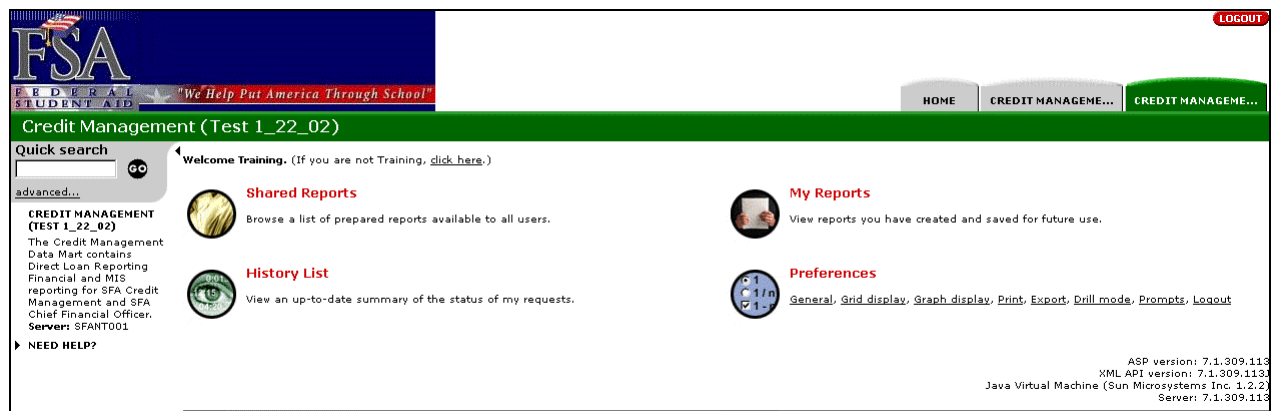 LOGOUT
FSA
FEDERAL
STUDENT AID
"We Help Put America Through School"
HOME
CREDIT MANAGEME...
CREDIT MANAGEME...
Credit Management (Test 1_22_02)
Quick search
GO
advanced...
CREDIT MANAGEMENT
(TEST 1_22_02)
The Credit Management
Data Mart contains
Direct Loan Reporting
Financial and MIS
reporting for SFA Credit
Management and SFA
Chief Financial Officer.
Server: SFANT001
NEED HELP?
Welcome Training. (If you are not Training, click here.)
Shared Reports
Browse a list of prepared reports available to all users.
My Reports
View reports you have created and saved for future use.
History List
View an up-to-date summary of the status of my requests.
Preferences
General, Grid display, Graph display, Print, Export, Drill mode, Prompts, Logout
ASP version: 7.1.309.113
XML API version: 7.1.309.113J
Java Virtual Machine (Sun Microsystems Inc. 1.2.2)
Server: 7.1.309.113